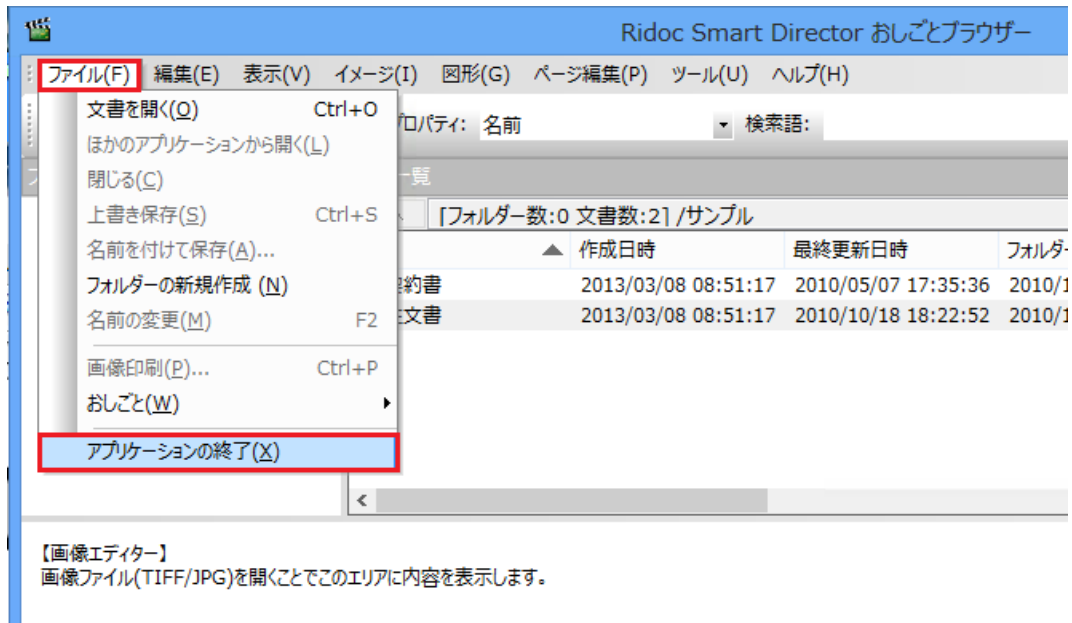 Ridoc Smart Director おしごとブラウザー
ファイル(F) 編集(E) 表示(V) イメージ(I) 図形(G) ページ編集(P) ツール(U) ヘルプ(H)
文書を開く(O) Ctrl+O
プロパティ: 名前 検索語:
ほかのアプリケーションから開く(L)
閉じる(C)
一覧
上書き保存(S) Ctrl+S
[フォルダー数:0 文書数:2] /サンプル
名前を付けて保存(A)...
作成日時 最終更新日時 フォルダー
フォルダーの新規作成 (N)
約書 2013/03/08 08:51:17 2010/05/07 17:35:36 2010/1
名前の変更(M) F2
文書 2013/03/08 08:51:17 2010/10/18 18:22:52 2010/1
画像印刷(P)... Ctrl+P
おしごと(W)
アプリケーションの終了(X)
【画像エディター】
画像ファイル(TIFF/JPG)を開くことでこのエリアに内容を表示します。